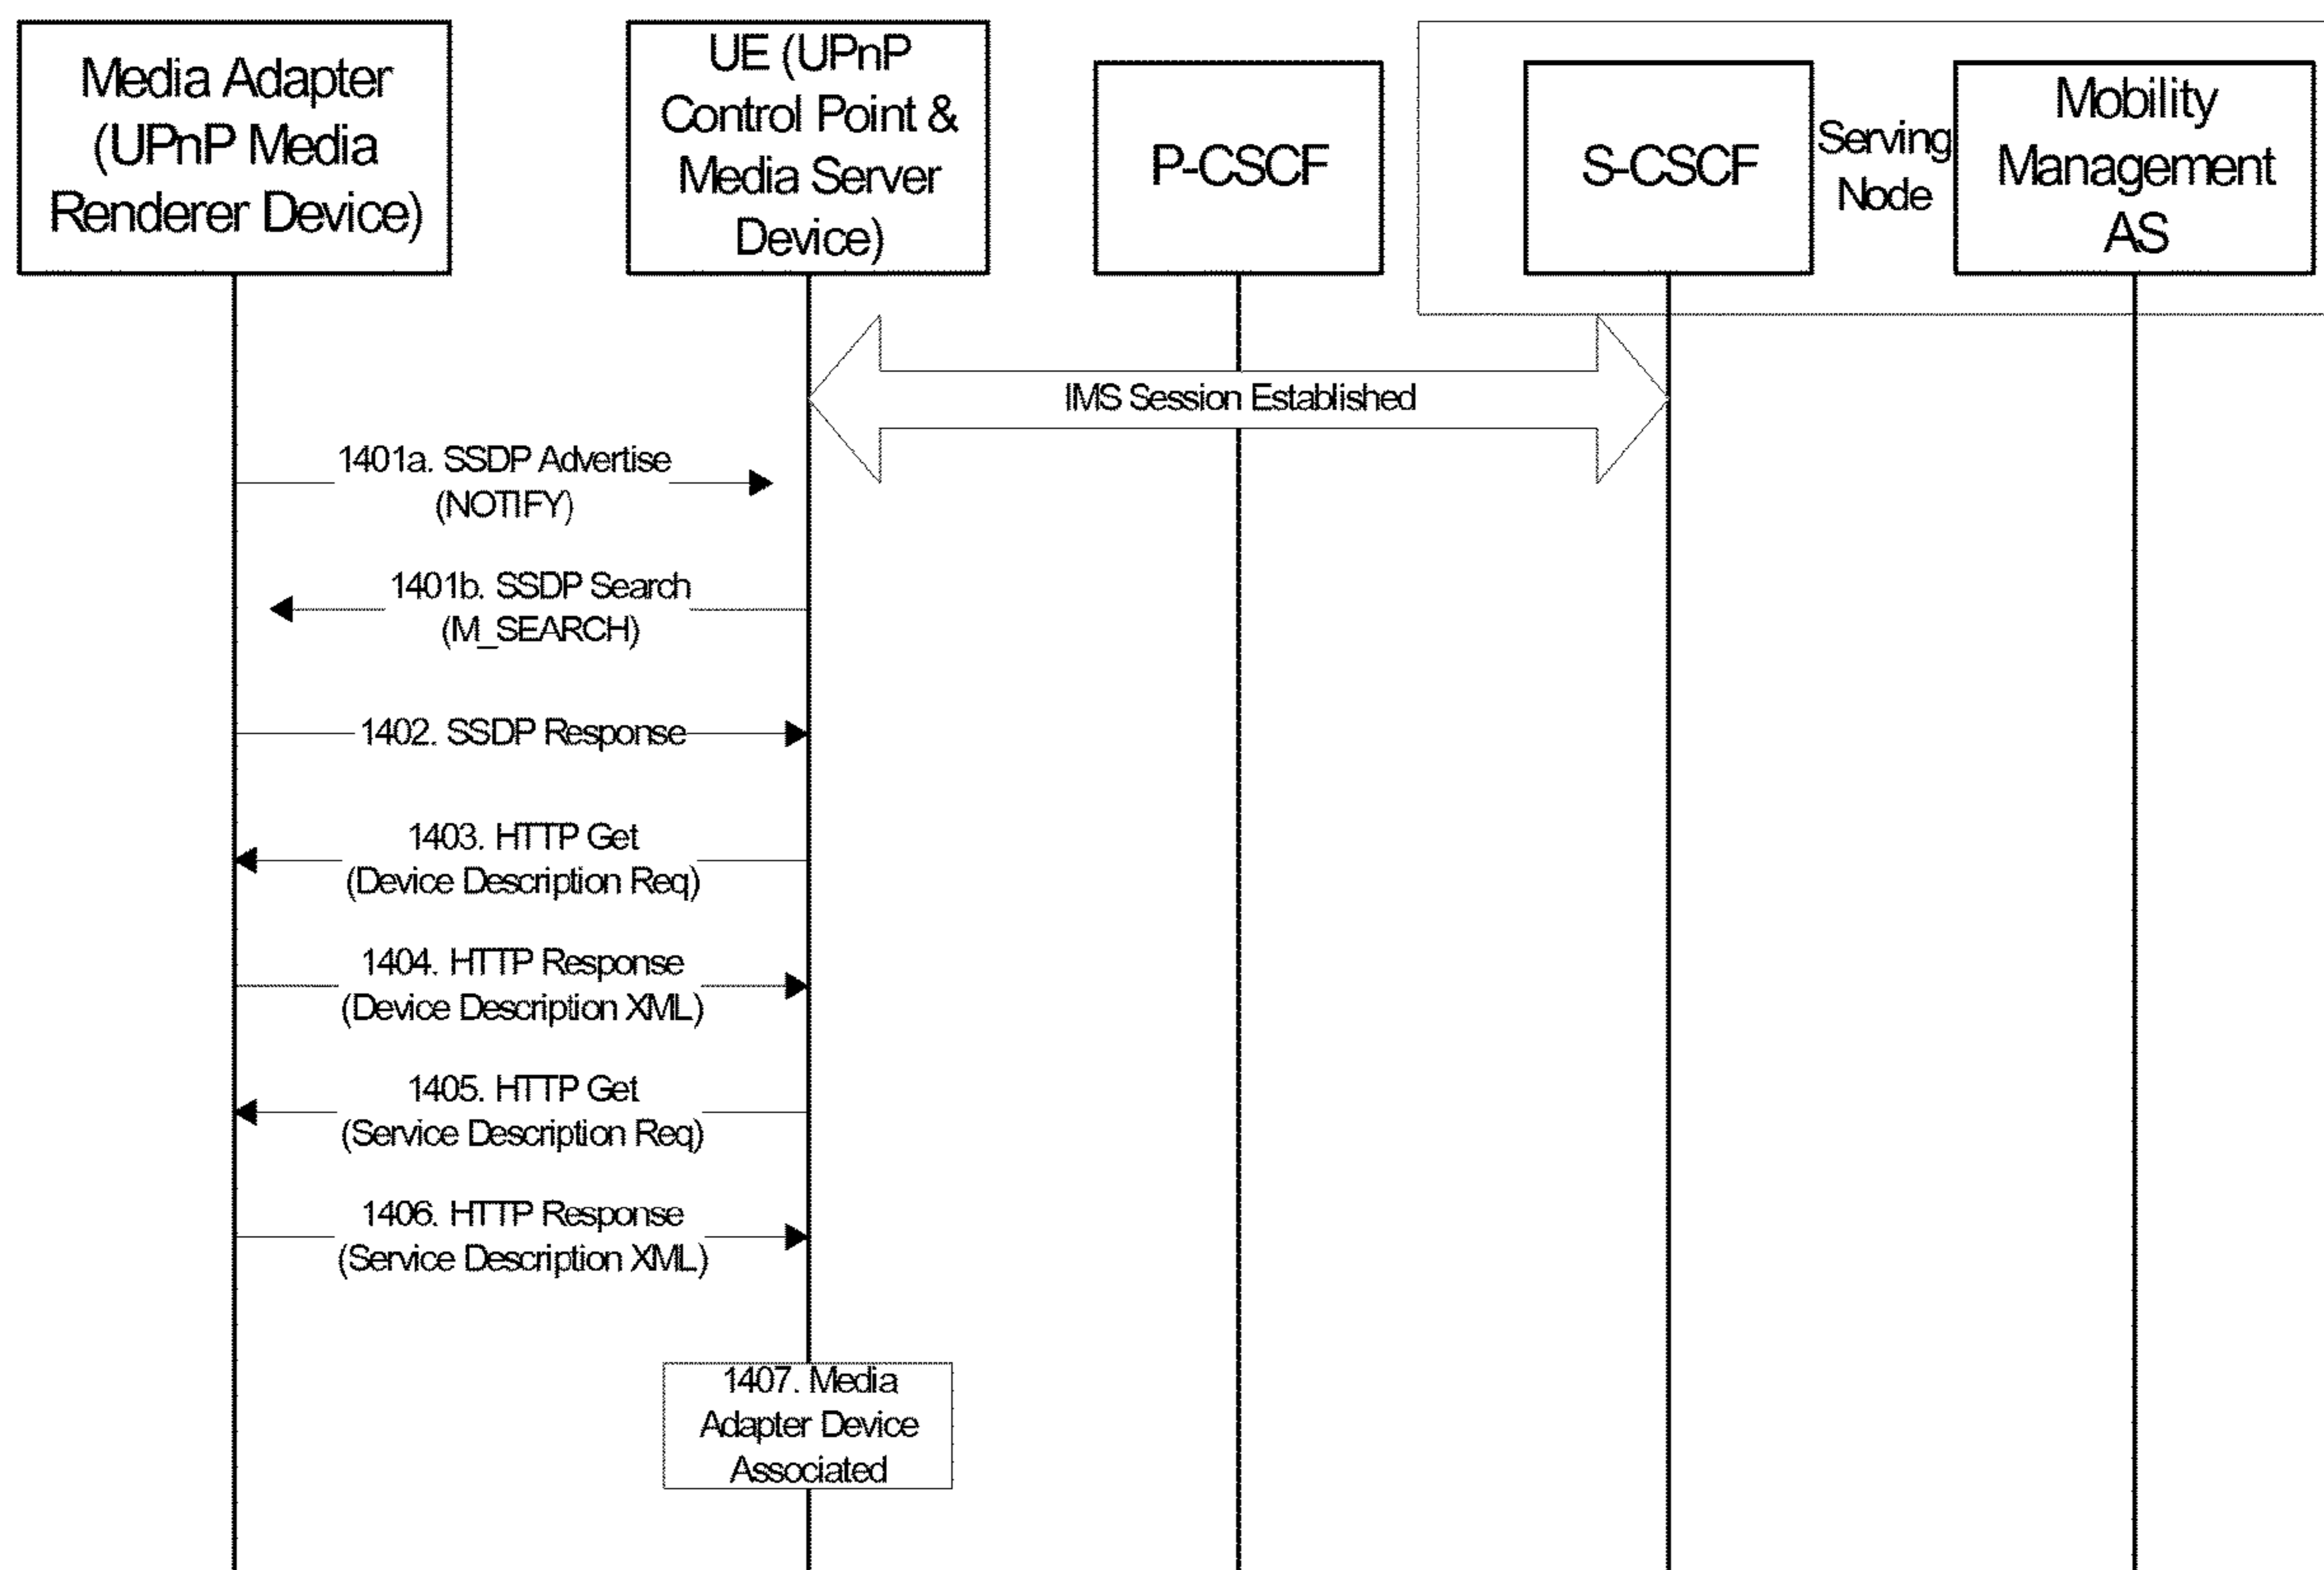 Media Adapter
(UPnP Media
Renderer Device)
UE (UPnP
Control Point &
Media Server
Device)
P-CSCF
S-CSCF
Serving
Node
Mobility
Management
AS
IMS Session Established
1401a. SSDP Advertise
(NOTIFY)
1401b. SSDP Search
(M_SEARCH)
1402. SSDP Response
1403. HTTP Get
(Device Description Req)
1404. HTTP Response
(Device Description XML)
1405. HTTP Get
(Service Description Req)
1406. HTTP Response
(Service Description XML)
1407. Media
Adapter Device
Associated